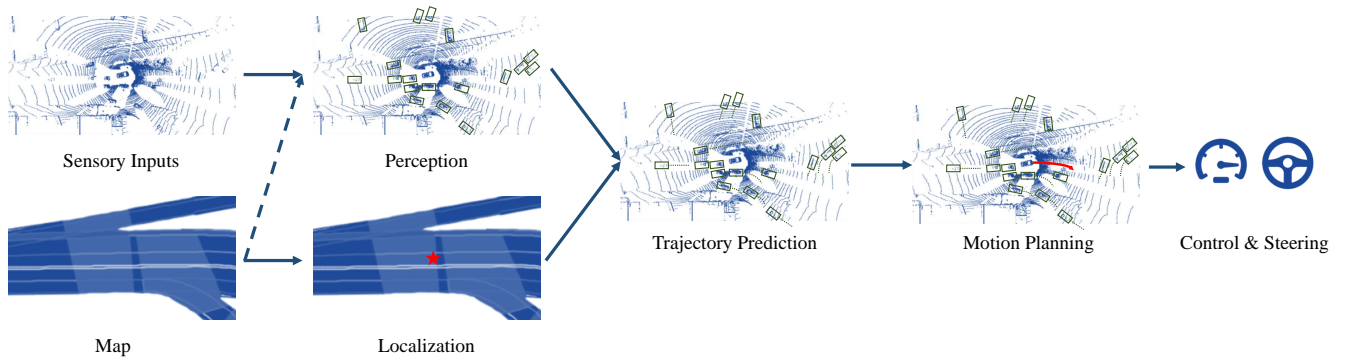 Sensory Inputs
Perception
Trajectory Prediction
Motion Planning
Control & Steering
Map
Localization